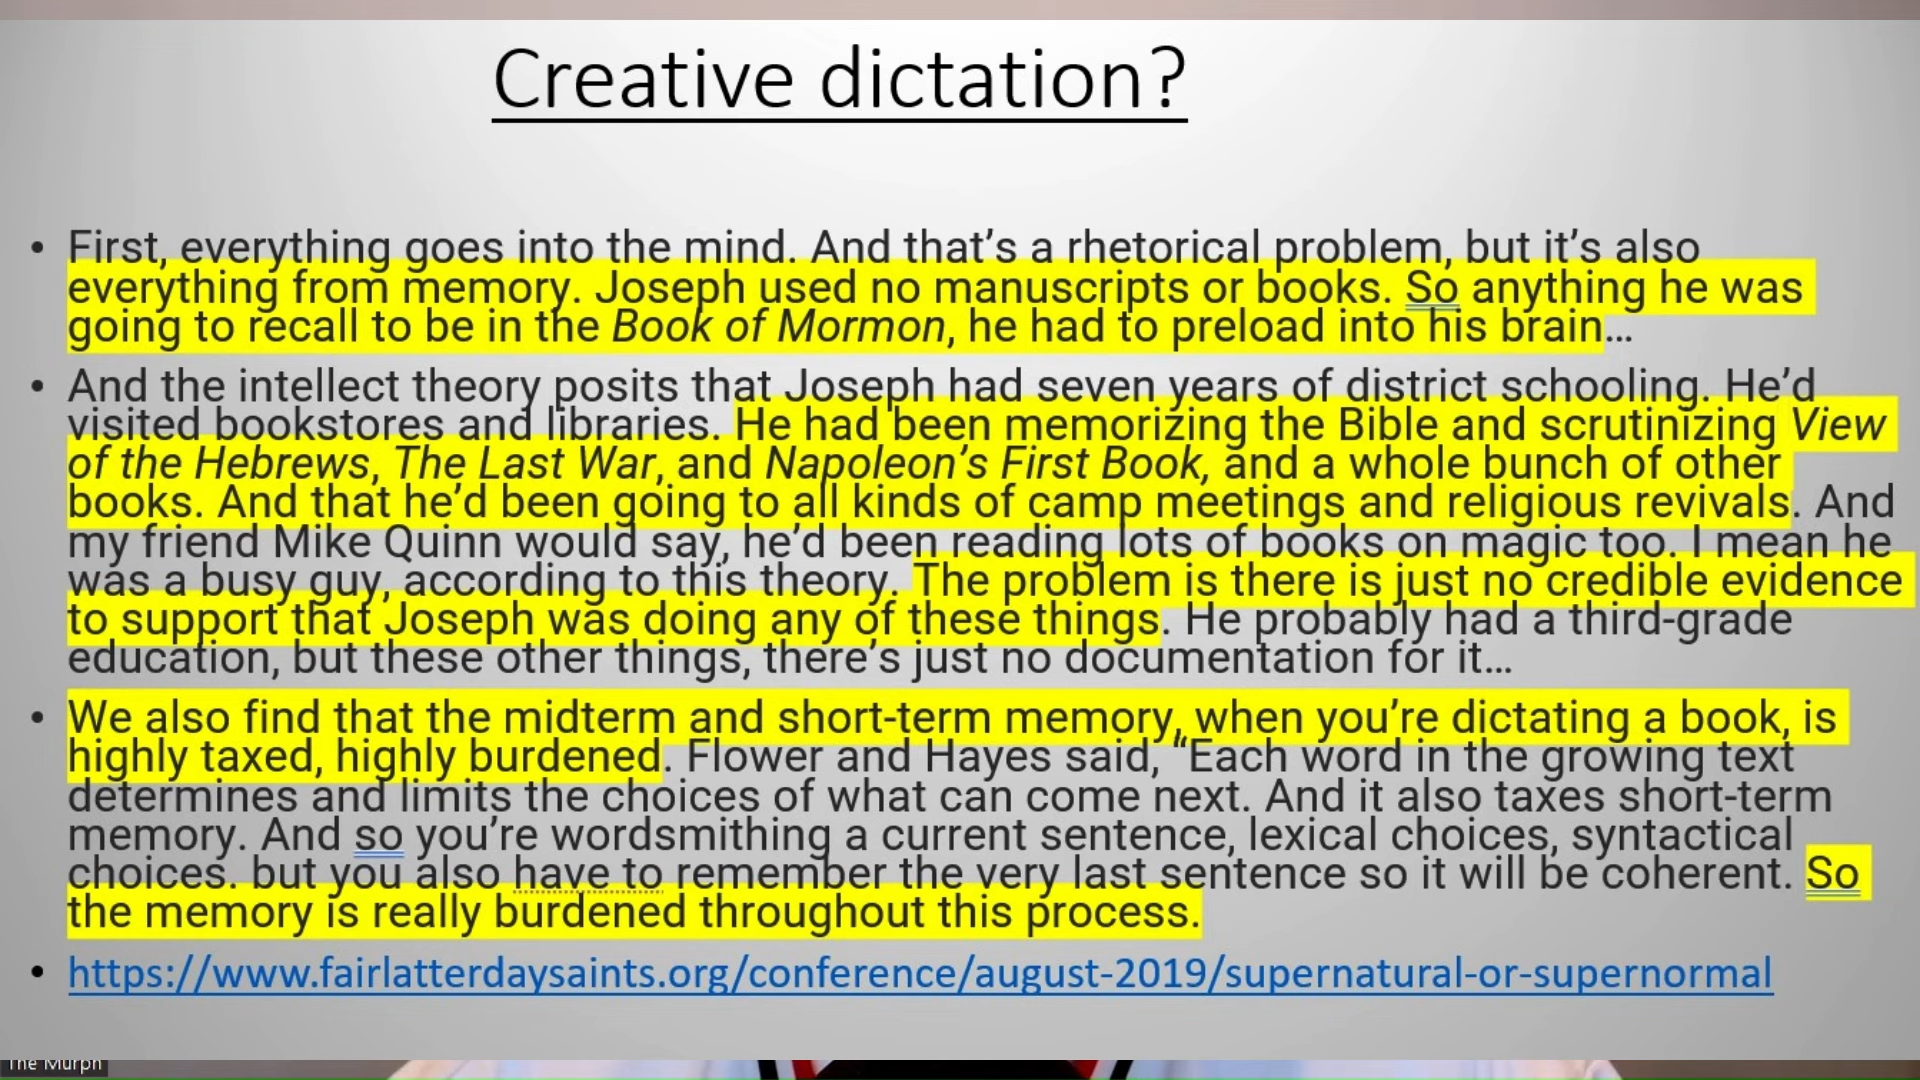 Creative dictation?
• First, everything goes into the mind. And that’s a rhetorical problem, but it’s also
everything from memory. Joseph used no manuscripts or books. So anything he was
going to recall to be in the Book of Mormon, he had to preload into his brain…
• And the intellect theory posits that Joseph had seven years of district schooling. He’d
visited bookstores and libraries. He had been memorizing the Bible and scrutinizing View
of the Hebrews, The Last War, and Napoleon’s First Book, and a whole bunch of other
books. And that he’d been going to all kinds of camp meetings and religious revivals. And
my friend Mike Quinn would say, he’d been reading lots of books on magic too. I mean he
was a busy guy, according to this theory. The problem is there is just no credible evidence
to support that Joseph was doing any of these things. He probably had a third-grade
education, but these other things, there’s just no documentation for it…
• We also find that the midterm and short-term memory, when you’re dictating a book, is
highly taxed, highly burdened. Flower and Hayes said, “Each word in the growing text
determines and limits the choices of what can come next. And it also taxes short-term
memory. And so you’re wordsmithing a current sentence, lexical choices, syntactical
choices. but you also have to remember the very last sentence so it will be coherent. So
the memory is really burdened throughout this process.
• https://www.fairlatterdaysaints.org/conference/august-2019/supernatural-or-supernormal
The Murph